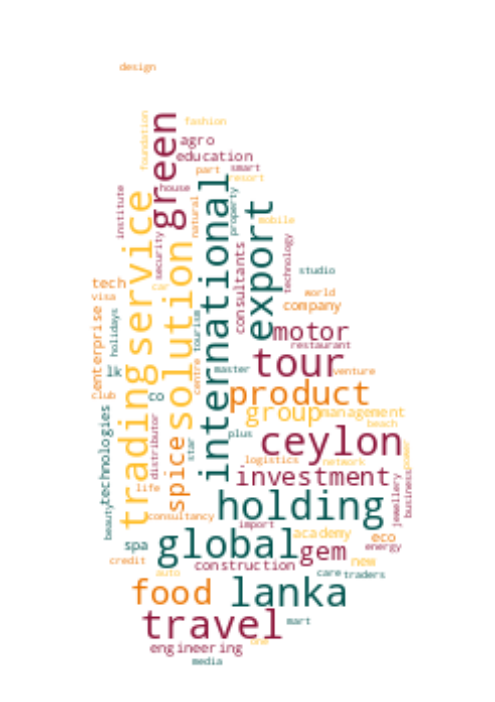 design
foundation
green
fashion
agro
education
part
smart
resort
house
institute
service
natural
international
property
export
mobile
security
solution
consultants
technology
studio
tech
visa
car
world
company
enterprise
holidays
tourism
motor
restaurant
lk
trading
centre
master
tour
venture
club
co
product
technologies
distributor
spice
star
plus
group
management
beach
ceylon
logistics
network
power
investment
life
jewellery
business
beauty
consultancy
holding
import
academy
eco
spa
global
gem
energy
credit
auto
construction
new
care
traders
food
lanka
travel
mart
one
engineering
media